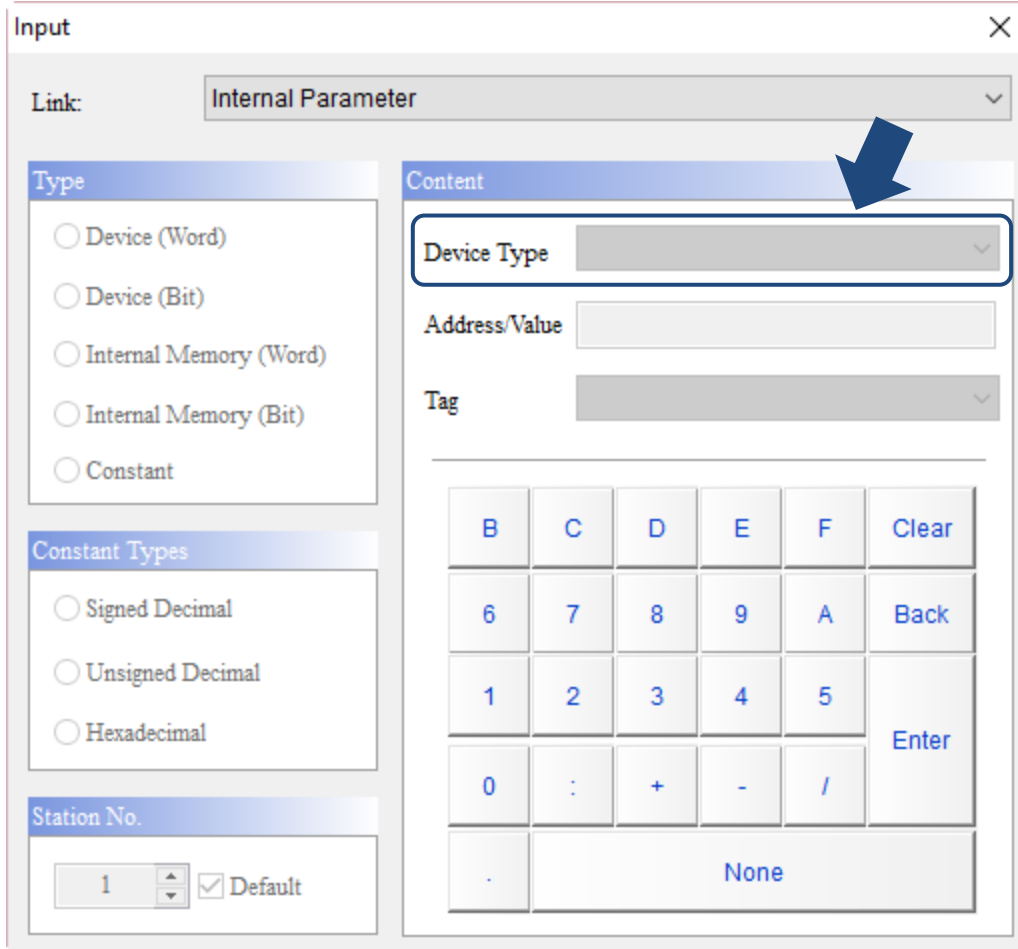 Input
Link:
Internal Parameter
Type
Device (Word)
Device (Bit)
Internal Memory (Word)
Internal Memory (Bit)
Constant
Constant Types
Signed Decimal
Unsigned Decimal
Hexadecimal
Station No.
1
Default
Content
Device Type
Address/Value
Tag
B C D E F Clear
6 7 8 9 A Back
1 2 3 4 5
Enter
0 : + - /
. None